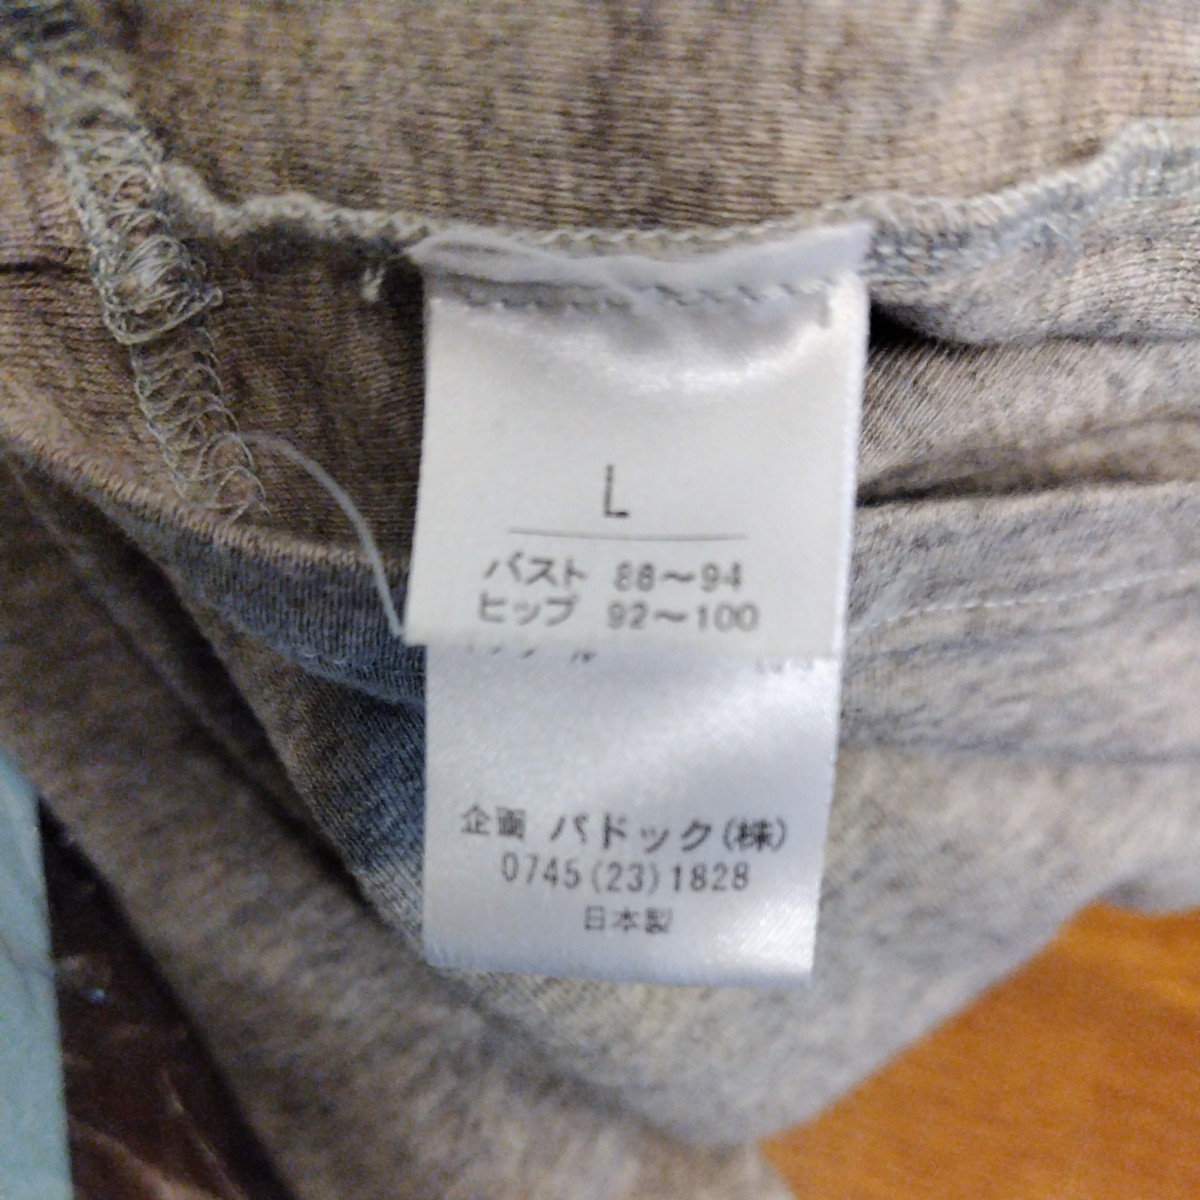 L
バスト 88〜94
ヒップ 92〜100
企画 パドック(株)
0745(23)1828
日本製